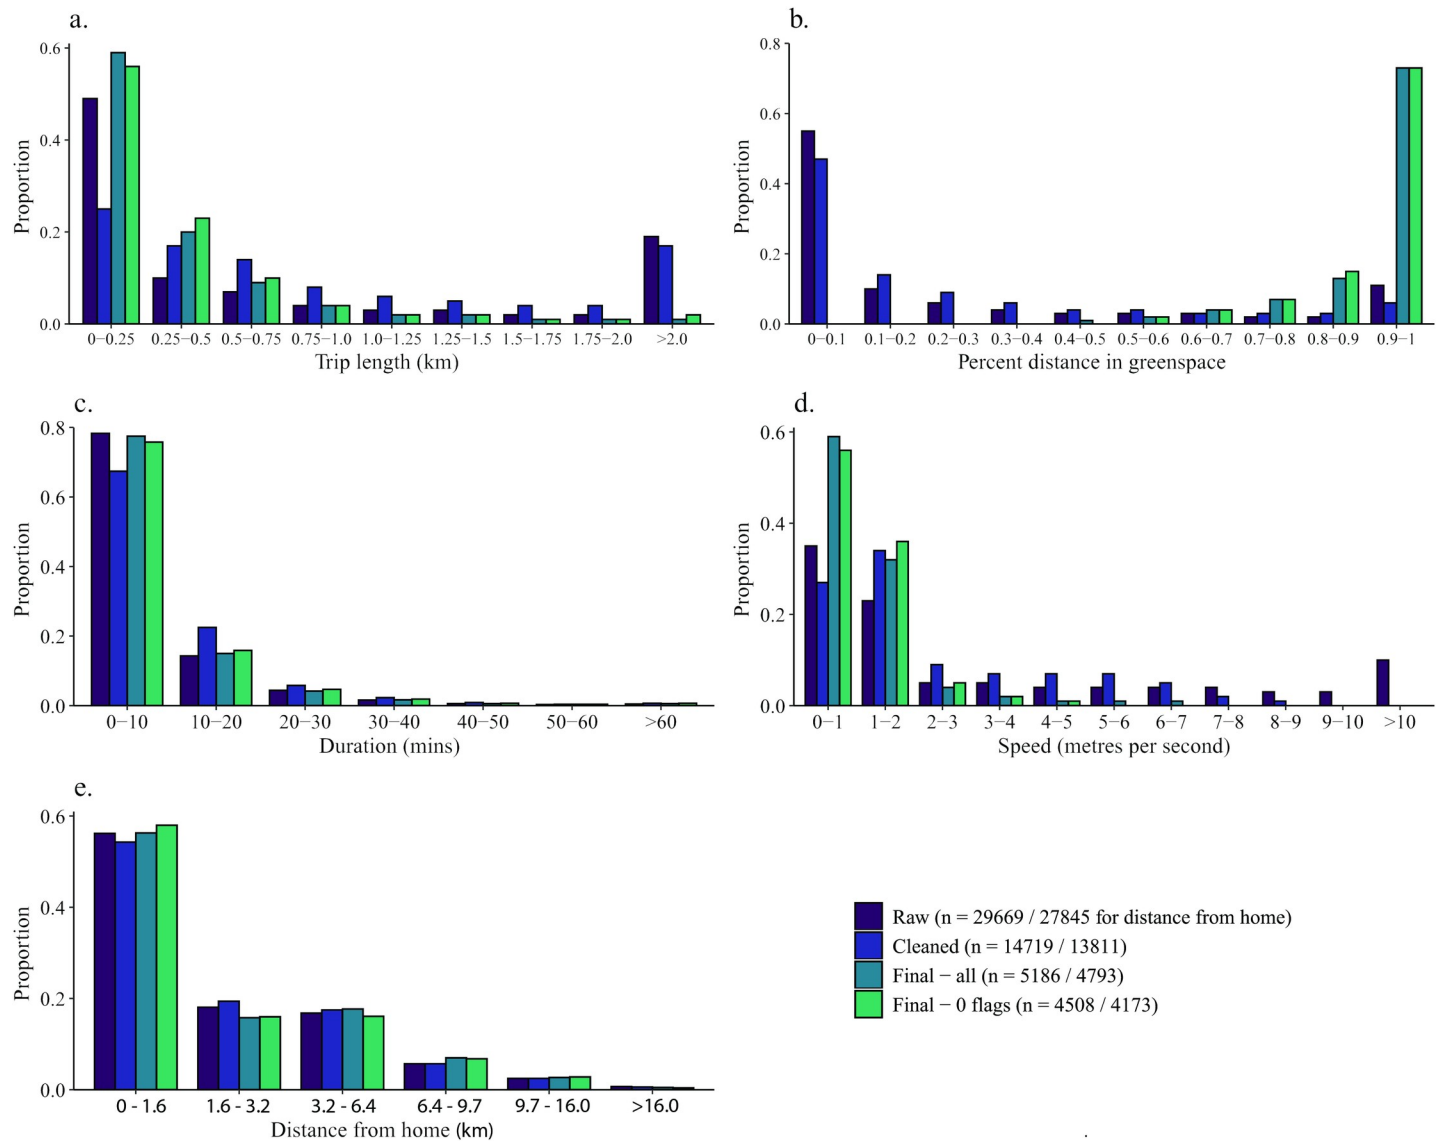 a.
0.6
0.4
0.2
0.0
Proportion
0−0.25 0.25−0.5 0.5−0.75 0.75−1.0 1.0−1.25 1.25−1.5 1.5−1.75 1.75−2.0 >2.0
Trip length (km)
b.
0.8
0.6
0.4
0.2
0.0
Proportion
0−0.1 0.1−0.2 0.2−0.3 0.3−0.4 0.4−0.5 0.5−0.6 0.6−0.7 0.7−0.8 0.8−0.9 0.9−1
Percent distance in greenspace
c.
0.8
0.6
0.4
0.2
0.0
Proportion
0−10 10−20 20−30 30−40 40−50 50−60 >60
Duration (mins)
d.
0.6
0.4
0.2
0.0
Proportion
0−1 1−2 2−3 3−4 4−5 5−6 6−7 7−8 8−9 9−10 >10
Speed (metres per second)
e.
0.6
0.4
0.2
0.0
Proportion
0 - 1.6 1.6 - 3.2 3.2 - 6.4 6.4 - 9.7 9.7 - 16.0 >16.0
Distance from home (km)
Raw (n = 29669 / 27845 for distance from home)
Cleaned (n = 14719 / 13811)
Final − all (n = 5186 / 4793)
Final − 0 flags (n = 4508 / 4173)
.